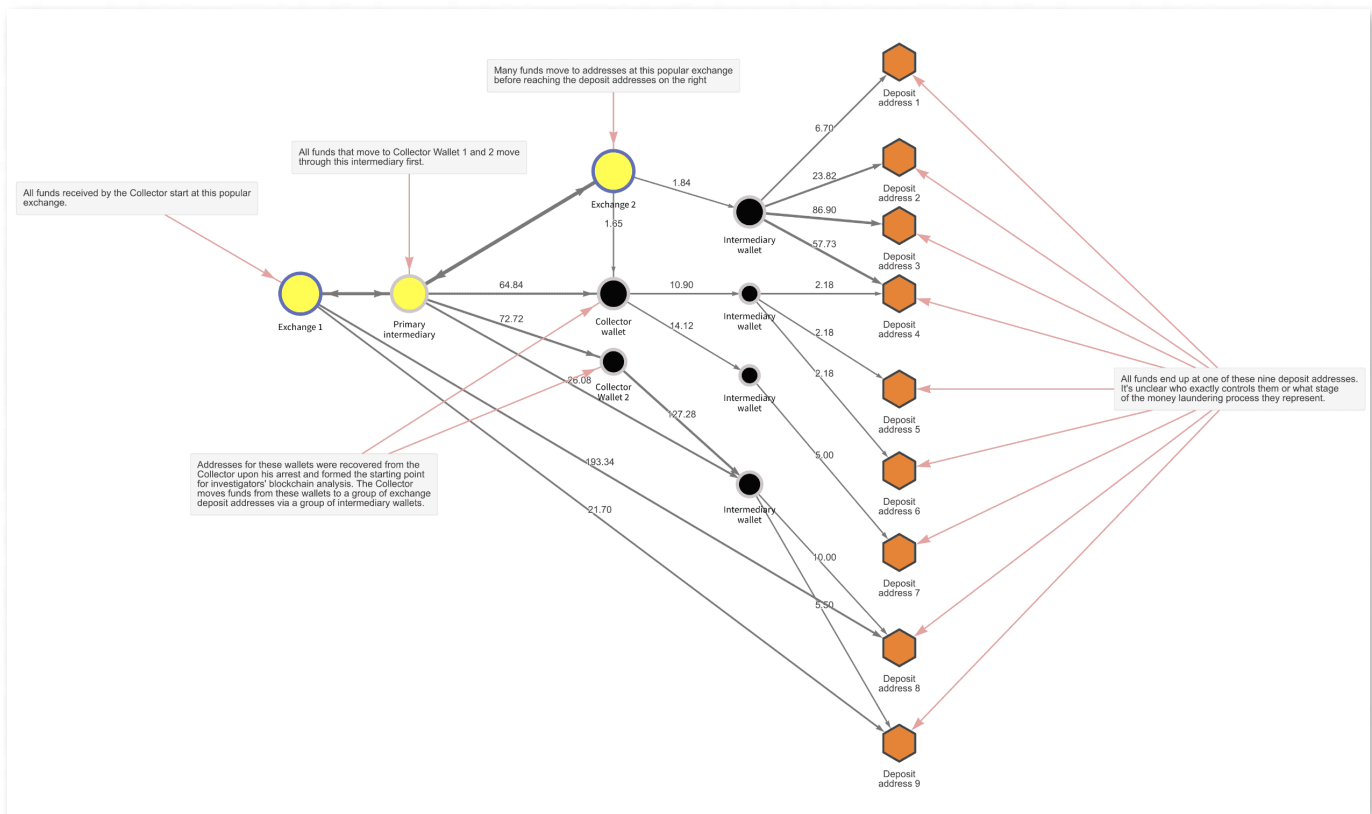 Many funds move to addresses at this popular exchange
before reaching the deposit addresses on the right
All funds that move to Collector Wallet 1 and 2 move
through this intermediary first.
All funds received by the Collector start at this popular
exchange.
Exchange 1
Primary
intermediary
Exchange 2
1.84
1.65
64.84
72.72
26.08
193.34
21.70
Collector
wallet
Collector
Wallet 2
10.90
14.12
127.28
Intermediary
wallet
Intermediary
wallet
Intermediary
wallet
Intermediary
wallet
6.70
23.82
86.90
57.73
2.18
2.18
2.18
5.00
10.00
5.50
Deposit
address 1
Deposit
address 2
Deposit
address 3
Deposit
address 4
Deposit
address 5
Deposit
address 6
Deposit
address 7
Deposit
address 8
Deposit
address 9
All funds end up at one of these nine deposit addresses.
It's unclear who exactly controls them or what stage
of the money laundering process they represent.
Addresses for these wallets were recovered from the
Collector upon his arrest and formed the starting point
for investigators' blockchain analysis. The Collector
moves funds from these wallets to a group of exchange
deposit addresses via a group of intermediary wallets.